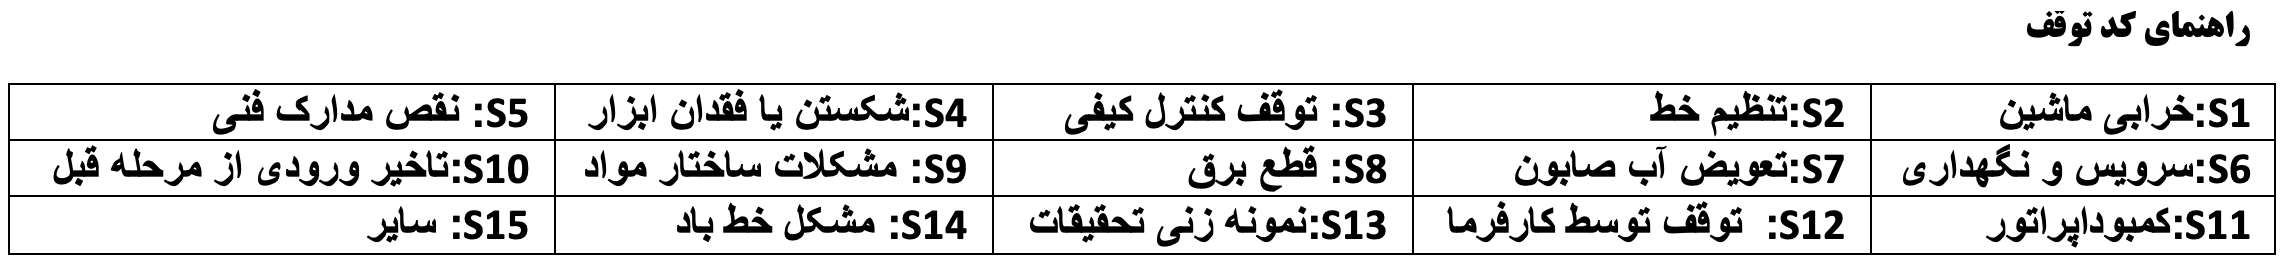 راهنمای کد توقف
S1:خرابی ماشین
S2:تنظیم خط
S3: توقف کنترل کیفی
S4:شکستن یا فقدان ابزار
S5: نقص مدارک فنی
S6:سرویس و نگهداری
S7:تعویض آب صابون
S8: قطع برق
S9: مشکلات ساختار مواد
S10:تاخیر ورودی از مرحله قبل
S11:کمبوداپراتور
S12: توقف توسط کارفرما
S13:نمونه زنی تحقیقات
S14: مشکل خط باد
S15: سایر